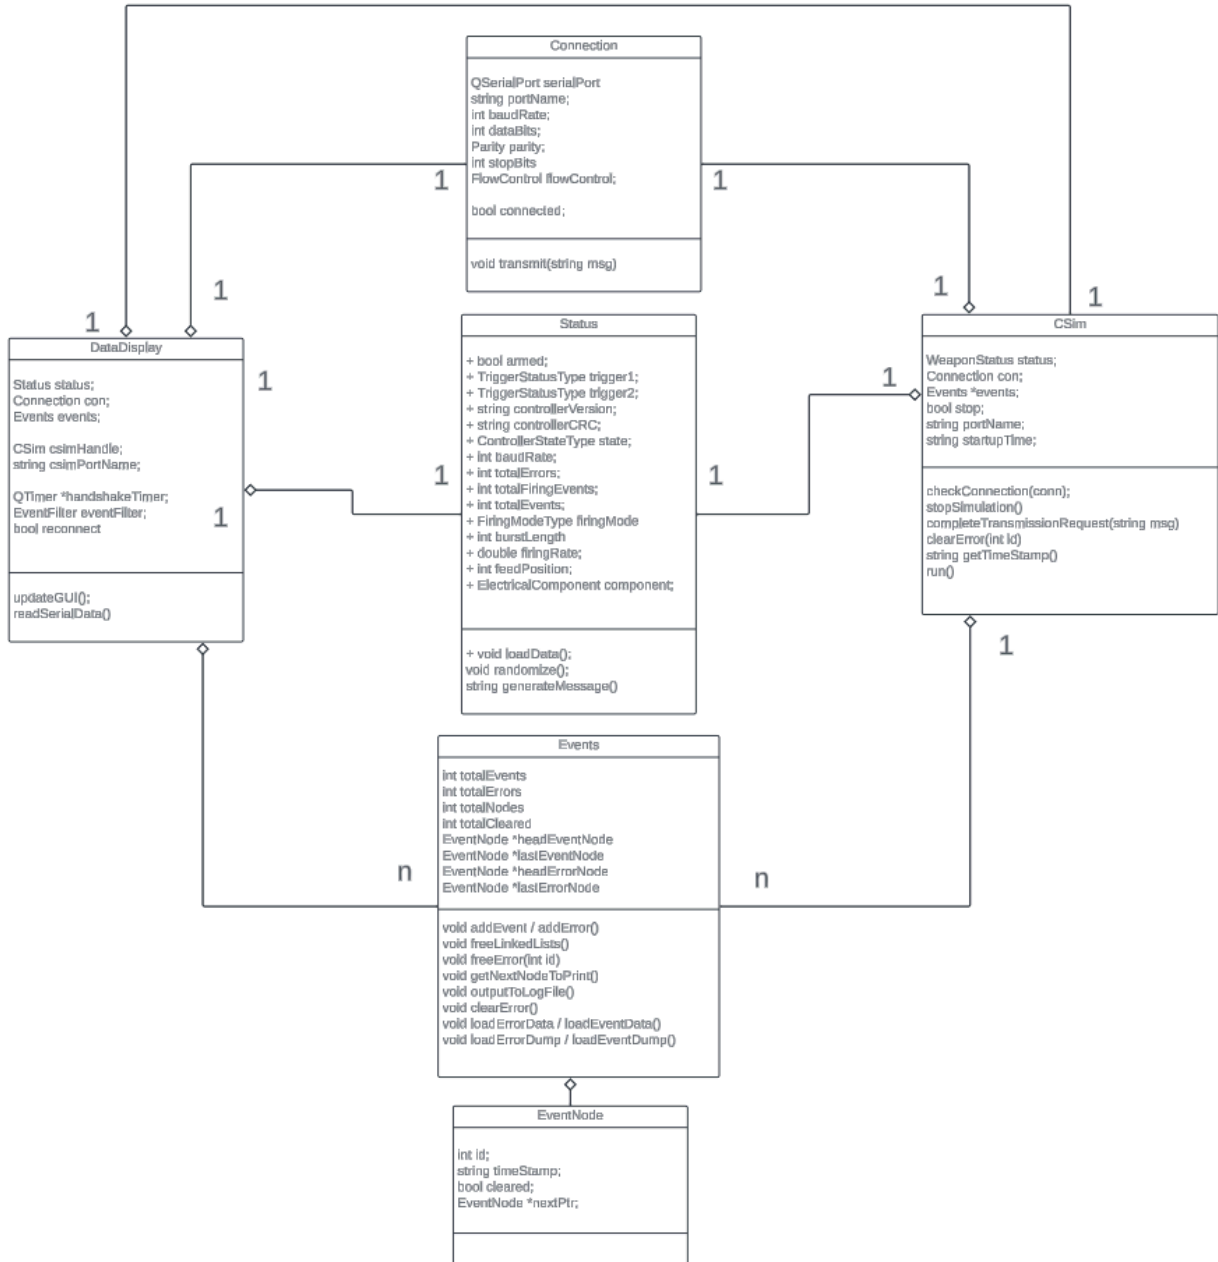 Connection
QSerialPort serialPort
string portName;
int baudRate;
int dataBits;
Parity parity;
int stopBits
FlowControl flowControl;
bool connected;
void transmit(string msg)
1
1
1
1
1
1
DataDisplay
Status status;
Connection con;
Events events;
CSim csimHandle;
string csimPortName;
QTimer *handshakeTimer;
EventFilter eventFilter;
bool reconnect
updateGUI();
readSerialData()
1
1
1
Status
+ bool armed;
+ TriggerStatusType trigger1;
+ TriggerStatusType trigger2;
+ string controllerVersion;
+ string controllerCRC;
+ ControllerStateType state;
+ int baudRate;
+ int totalErrors;
+ int totalFiringEvents;
+ int totalEvents;
+ FiringModeType firingMode
+ int burstLength
+ double firingRate;
+ int feedPosition;
+ ElectricalComponent component;
+ void loadData();
void randomize();
string generateMessage()
1
1
CSim
WeaponStatus status;
Connection con;
Events *events;
bool stop;
string portName;
string startupTime;
checkConnection(conn);
stopSimulation()
completeTransmissionRequest(string msg)
clearError(int id)
string getTimeStamp()
run()
1
Events
int totalEvents
int totalErrors
int totalNodes
int totalCleared
EventNode *headEventNode
EventNode *lastEventNode
EventNode *headErrorNode
EventNode *lastErrorNode
void addEvent / addError()
void freeLinkedLists()
void freeError(int id)
void getNextNodeToPrint()
void outputToLogFile()
void clearError()
void loadErrorData / loadEventData()
void loadErrorDump / loadEventDump()
n
n
EventNode
int id;
string timeStamp;
bool cleared;
EventNode *nextPtr;